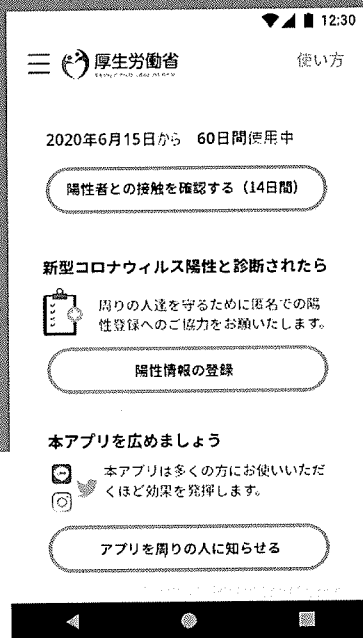 12:30
厚生労働省
使い方
2020年6月15日から 60日間使用中
陽性者との接触を確認する（14日間）
新型コロナウィルス陽性と診断されたら
周りの人達を守るために匿名での陽
性登録へのご協力をお願いたします。
陽性情報の登録
本アプリを広めましょう
本アプリは多くの方にお使いいただ
くほど効果を発揮します。
アプリを周りの人に知らせる